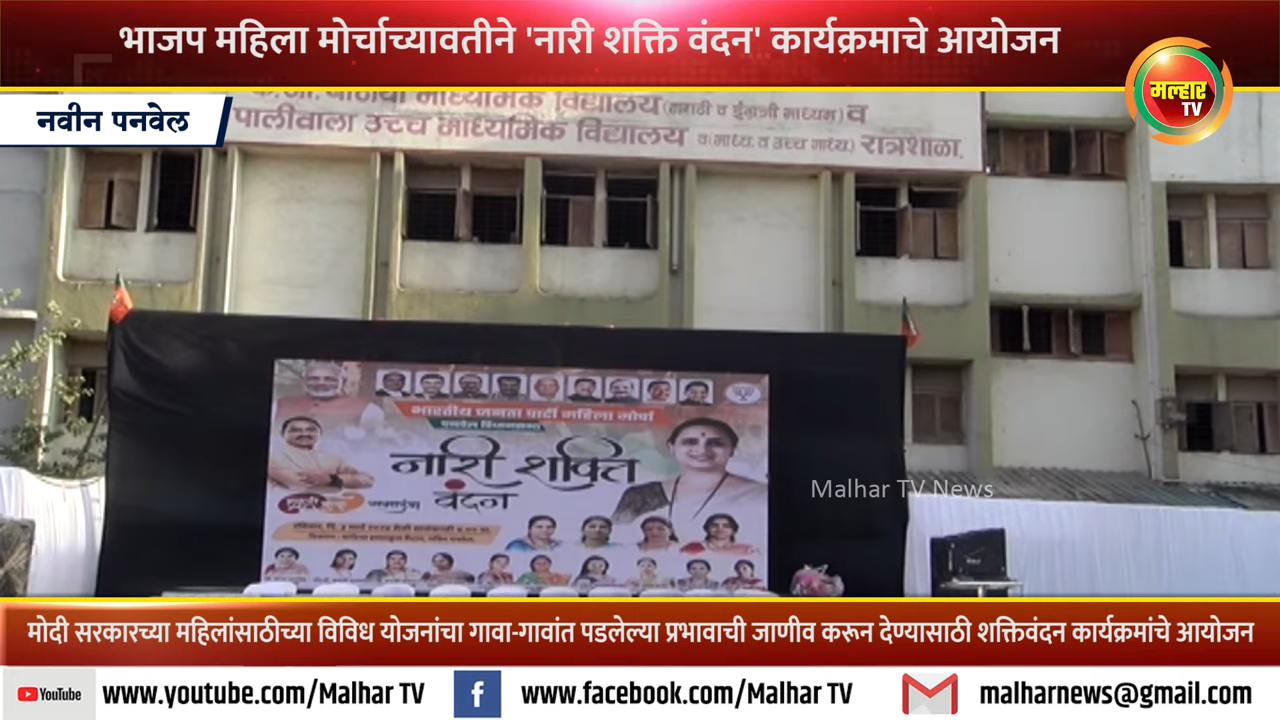 भाजप महिला मोर्चाच्यावतीने 'नारी शक्ति वंदन' कार्यक्रमाचे आयोजन
मल्हार
TV
नवीन पनवेल
माध्यमिक विद्यालय (मराठी व इंग्रजी माध्यम) व
पालीवाला उच्च माध्यमिक विद्यालय व (माध्य. व उच्च माध्य.) रात्रशाळा.
भारतीय जनता पार्टी महिला मोर्चा
पनवेल विधानसभा
नारी शक्ति
वंदन
Malhar TV News
मोदी सरकारच्या महिलांसाठीच्या विविध योजनांचा गावा-गावांत पडलेल्या प्रभावाची जाणीव करून देण्यासाठी शक्तिवंदन कार्यक्रमांचे आयोजन
YouTube www.youtube.com/Malhar TV f www.facebook.com/Malhar TV malharnews@gmail.com